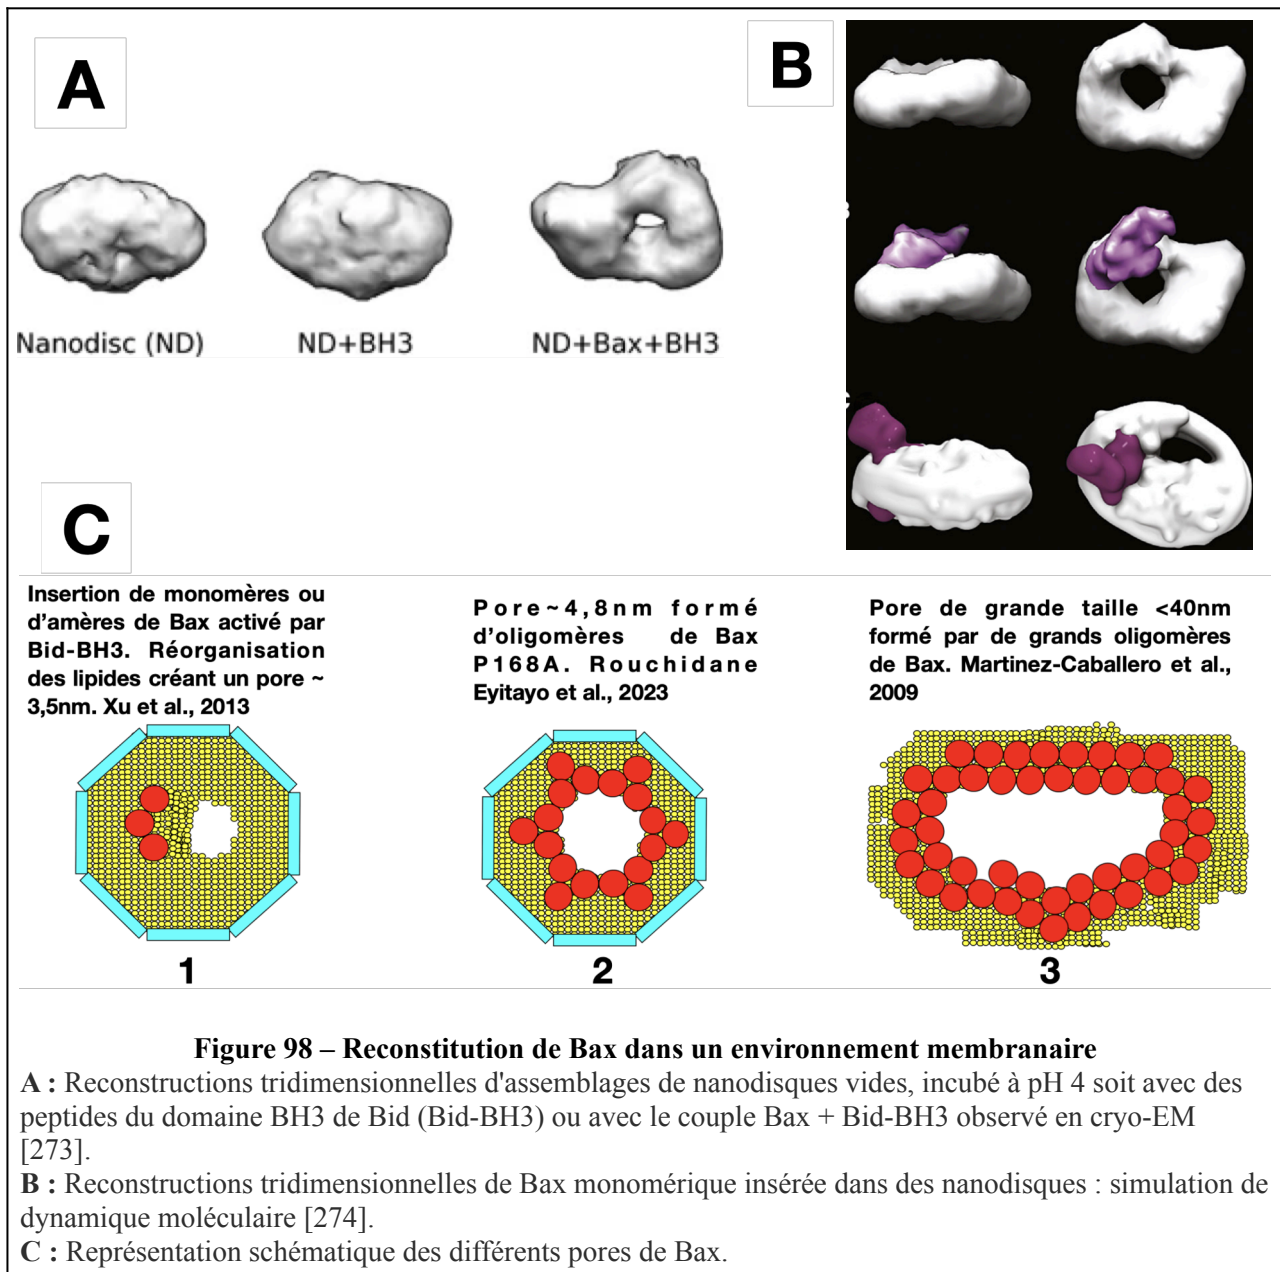 A
B
Nanodisc (ND)
ND+BH3
ND+Bax+BH3
C
Insertion de monomères ou
d'amères de Bax activé par
Bid-BH3. Réorganisation
des lipides créant un pore ~
3,5nm. Xu et al., 2013
Pore~4,8nm formé
d'oligomères de Bax
P168A. Rouchidane
Eyitayo et al., 2023
Pore de grande taille <40nm
formé par de grands oligomères
de Bax. Martinez-Caballero et al.,
2009
1
2
3
Figure 98 – Reconstitution de Bax dans un environnement membranaire
A : Reconstructions tridimensionnelles d'assemblages de nanodisques vides, incubé à pH 4 soit avec des
peptides du domaine BH3 de Bid (Bid-BH3) ou avec le couple Bax + Bid-BH3 observé en cryo-EM
[273].
B : Reconstructions tridimensionnelles de Bax monomérique insérée dans des nanodisques : simulation de
dynamique moléculaire [274].
C : Représentation schématique des différents pores de Bax.